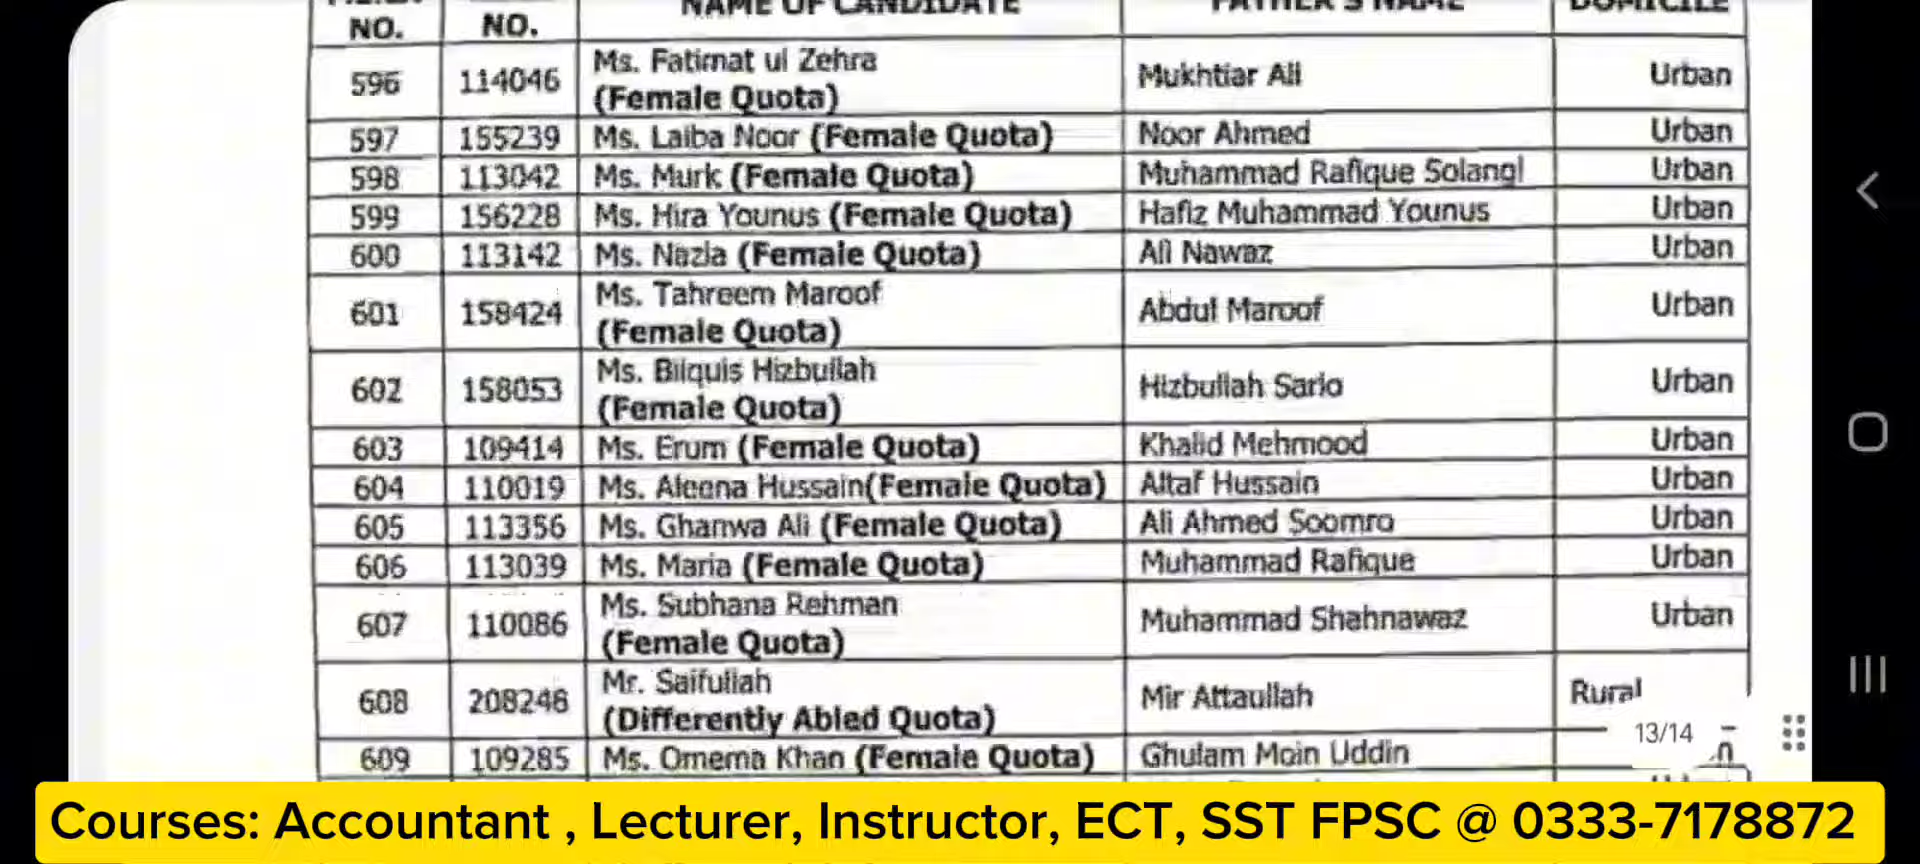 NO. NO. NAME OF CANDIDATE FATHER'S NAME DOMICILE
596 114046 Ms. Fatimat ul Zehra (Female Quota) Mukhtiar Ali Urban
597 155239 Ms. Laiba Noor (Female Quota) Noor Ahmed Urban
598 113042 Ms. Murk (Female Quota) Muhammad Rafique Solangi Urban
599 156228 Ms. Hira Younus (Female Quota) Hafiz Muhammad Younus Urban
600 113142 Ms. Nazia (Female Quota) Ali Nawaz Urban
601 158424 Ms. Tahreem Maroof (Female Quota) Abdul Maroof Urban
602 158053 Ms. Bilquis Hizbullah (Female Quota) Hizbullah Sario Urban
603 109414 Ms. Erum (Female Quota) Khalid Mehmood Urban
604 110019 Ms. Aleena Hussain(Female Quota) Altaf Hussain Urban
605 113356 Ms. Ghanwa Ali (Female Quota) Ali Ahmed Soomro Urban
606 113039 Ms. Maria (Female Quota) Muhammad Rafique Urban
607 110086 Ms. Subhana Rehman (Female Quota) Muhammad Shahnawaz Urban
608 208248 Mr. Saifullah (Differently Abled Quota) Mir Attaullah Rural
13/14
609 109285 Ms. Omema Khan (Female Quota) Ghulam Moin Uddin
Courses: Accountant , Lecturer, Instructor, ECT, SST FPSC @ 0333-7178872